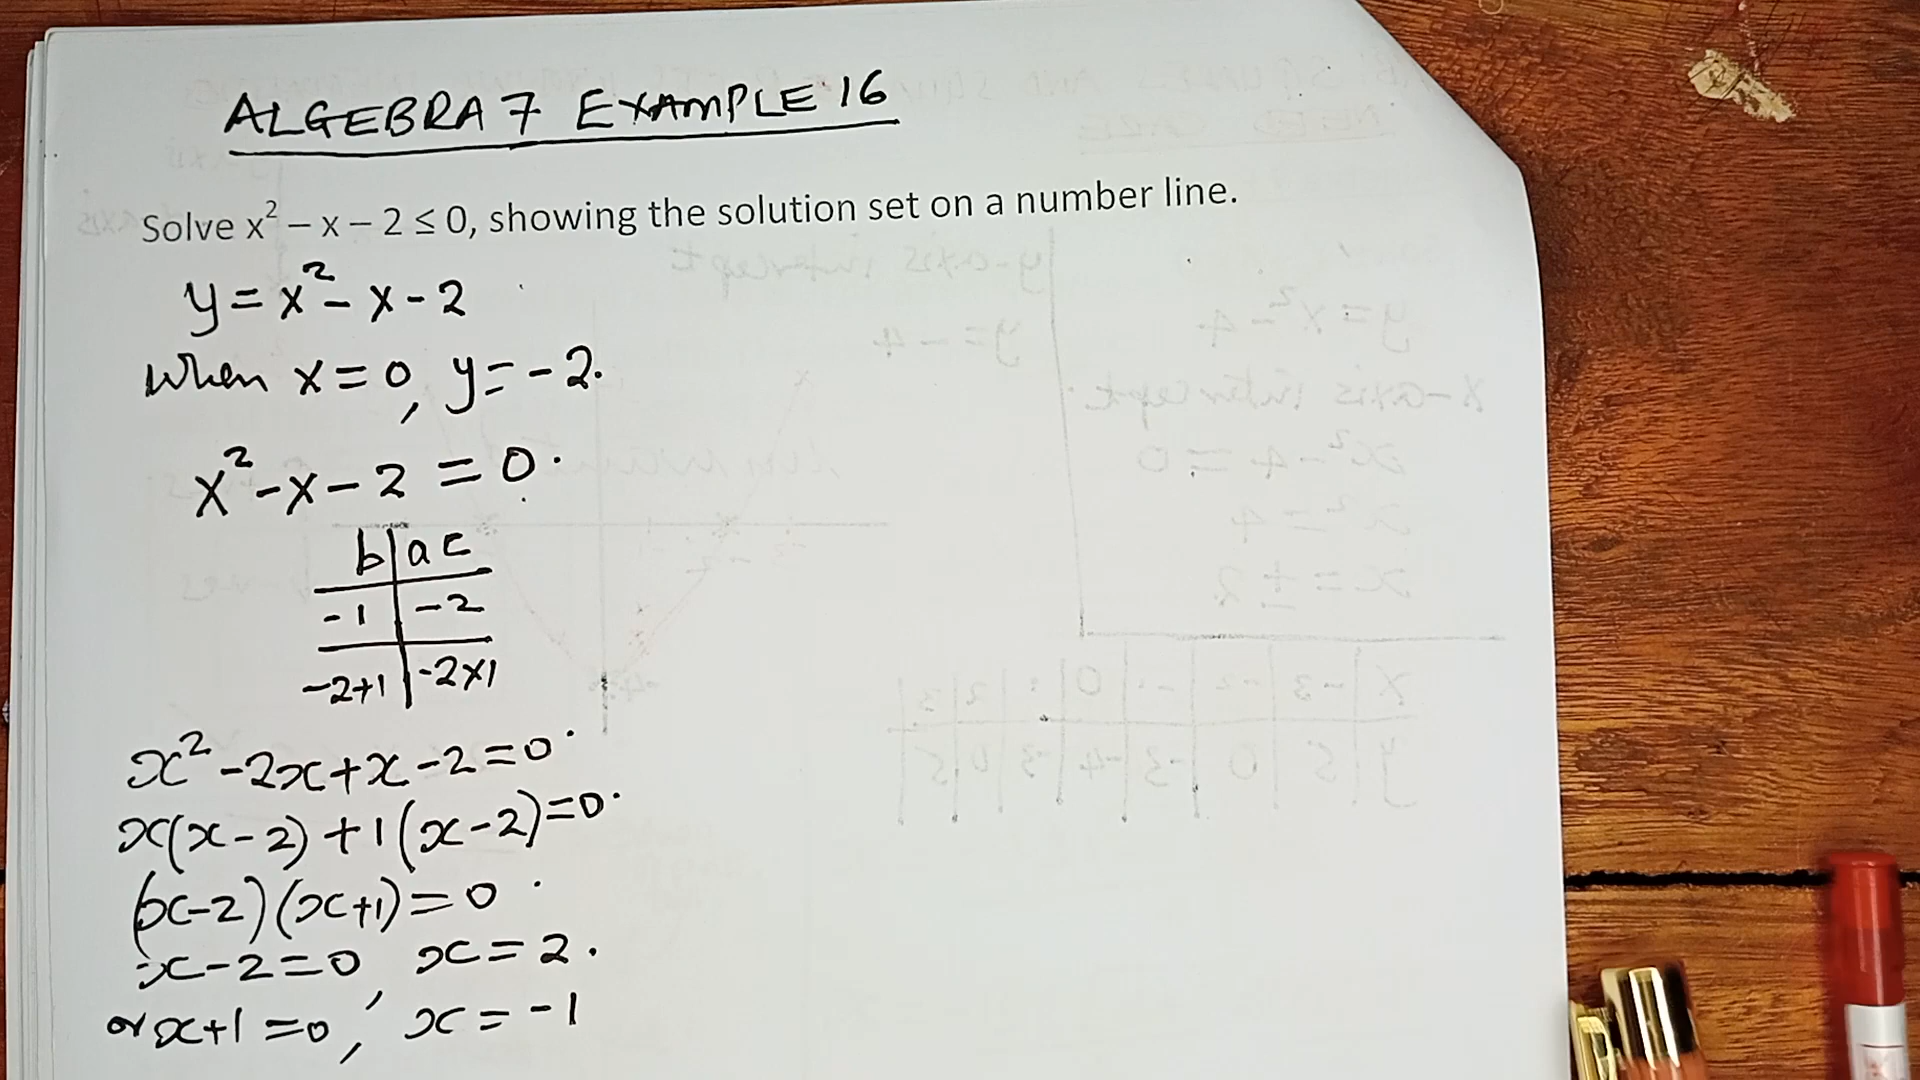 ALGEBRA 7 EXAMPLE 16
Solve x² – x – 2 ≤ 0, showing the solution set on a number line.
y = x² - x - 2
When x = 0, y = -2.
x² - x - 2 = 0.
b | a c
-1 | -2
-2+1 | -2×1
x² - 2x + x - 2 = 0
x(x-2) + 1(x-2) = 0.
(x-2)(x+1) = 0
x-2 = 0, x = 2.
or x+1 = 0, x = -1